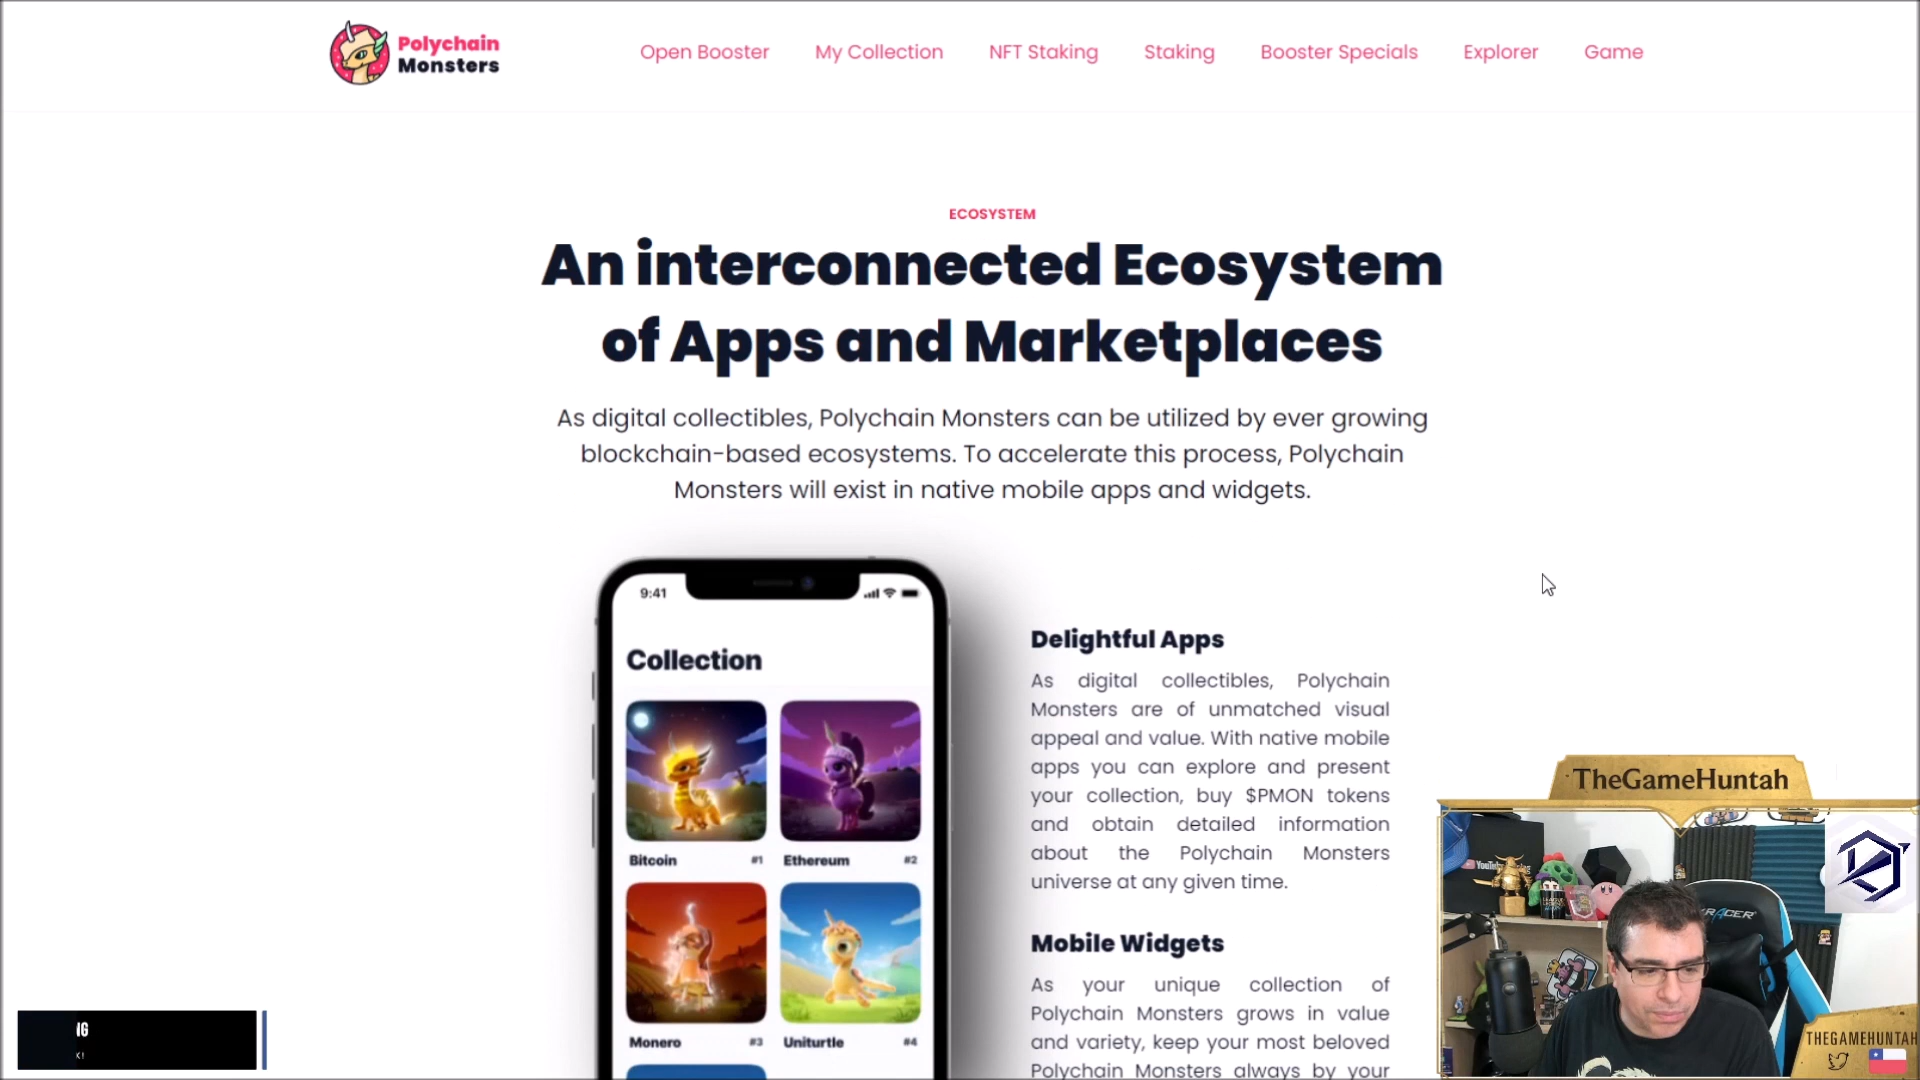 Polychain
Monsters
Open Booster
My Collection
NFT Staking
Staking
Booster Specials
Explorer
Game
ECOSYSTEM
An interconnected Ecosystem
of Apps and Marketplaces
As digital collectibles, Polychain Monsters can be utilized by ever growing
blockchain-based ecosystems. To accelerate this process, Polychain
Monsters will exist in native mobile apps and widgets.
9:41
Collection
Bitcoin #1
Ethereum #2
Monero #3
Uniturtle #4
Delightful Apps
As digital collectibles, Polychain
Monsters are of unmatched visual
appeal and value. With native mobile
apps you can explore and present
your collection, buy $PMON tokens
and obtain detailed information
about the Polychain Monsters
universe at any given time.
Mobile Widgets
As your unique collection of
Polychain Monsters grows in value
and variety, keep your most beloved
Polychain Monsters always by your
TheGameHuntah
YouTube
THEGAMEHUNTAH
NG
K!